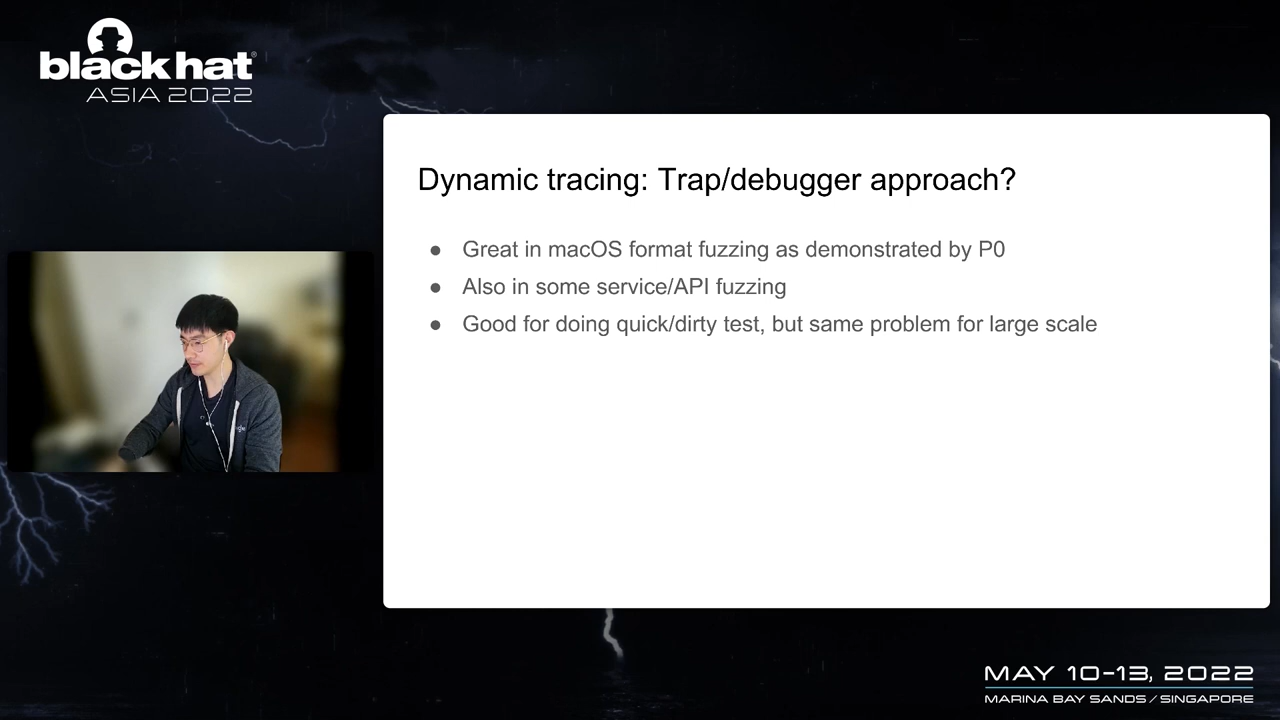 black hat®
ASIA 2022
Dynamic tracing: Trap/debugger approach?
● Great in macOS format fuzzing as demonstrated by P0
● Also in some service/API fuzzing
● Good for doing quick/dirty test, but same problem for large scale
MAY 10-13, 2022
MARINA BAY SANDS / SINGAPORE